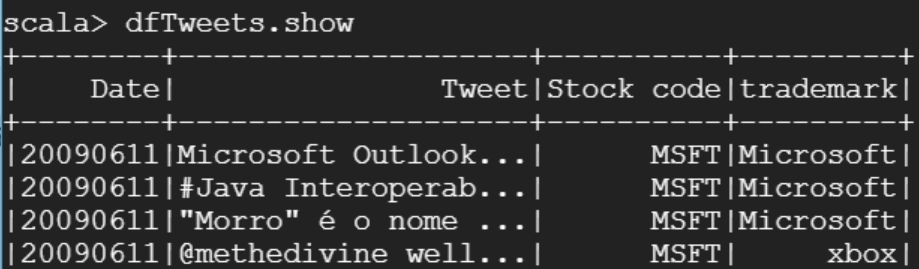 scala> dfTweets.show
+--------+--------------------+----------+---------+
|    Date|               Tweet|Stock code|trademark|
+--------+--------------------+----------+---------+
|20090611|Microsoft Outlook...|      MSFT|Microsoft|
|20090611|#Java Interoperab...|      MSFT|Microsoft|
|20090611|"Morro" é o nome ...|      MSFT|Microsoft|
|20090611|@methedivine well...|      MSFT|     xbox|